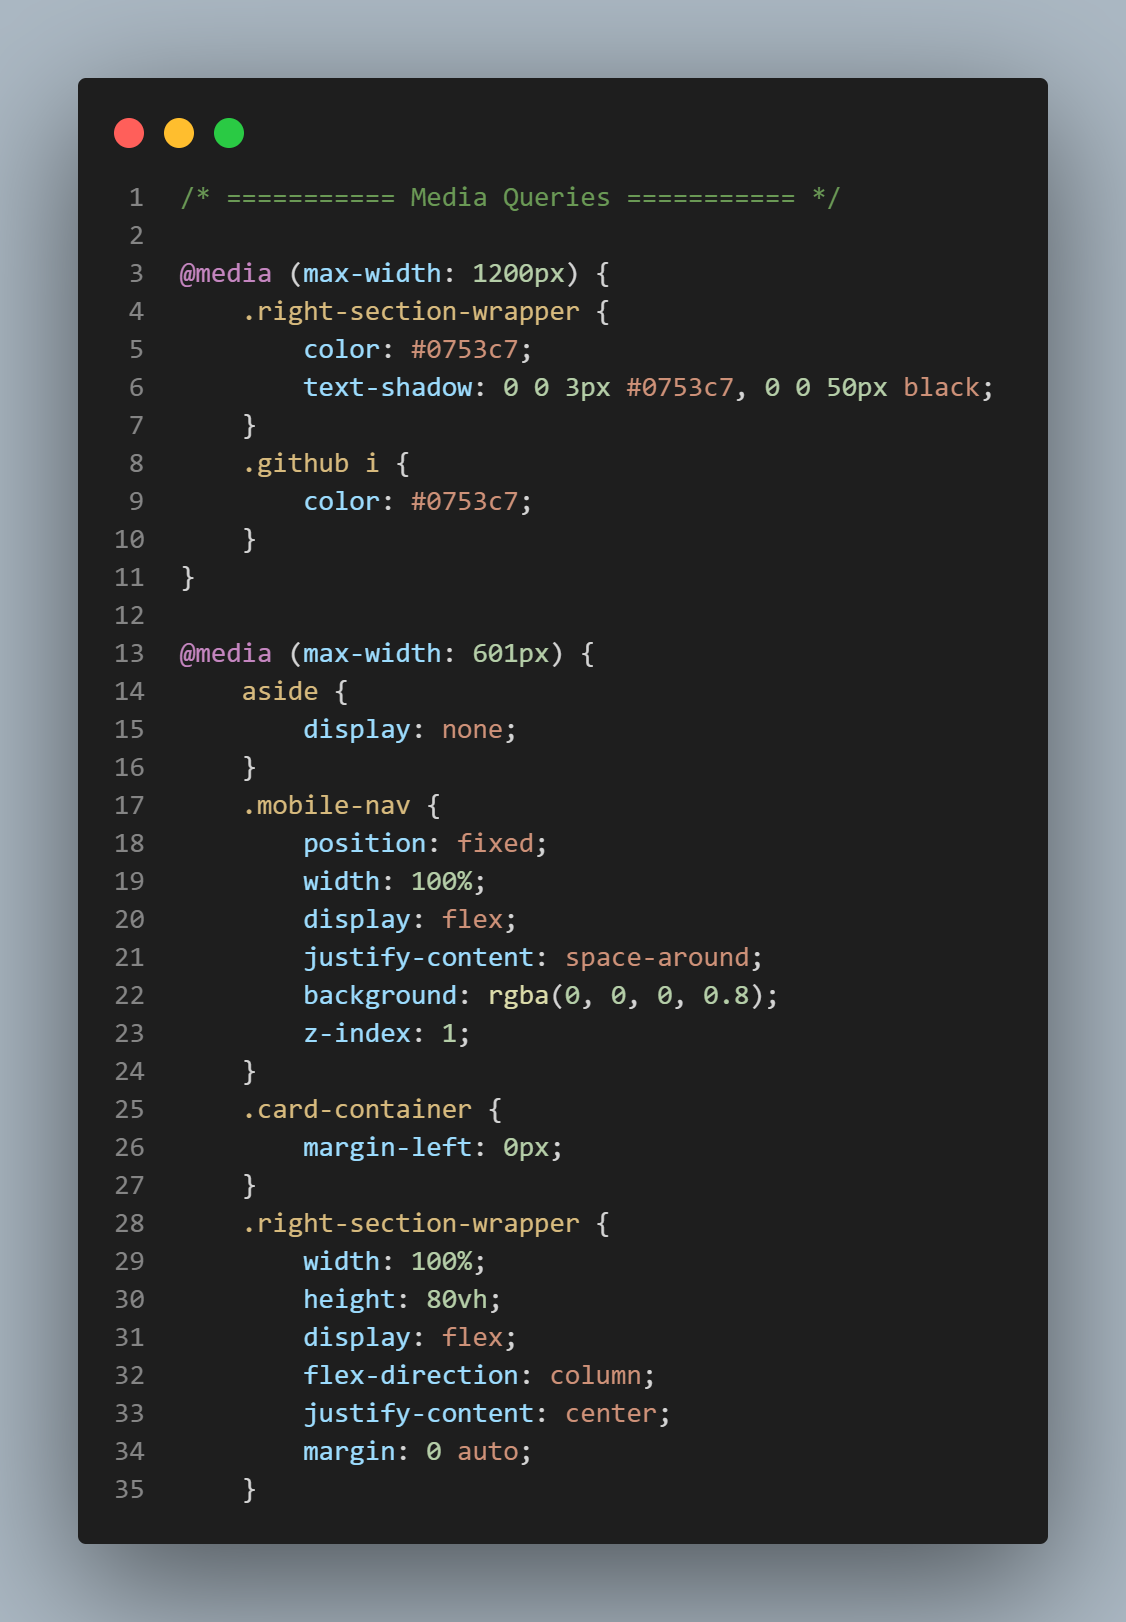 1 /* =========== Media Queries =========== */
2
3 @media (max-width: 1200px) {
4     .right-section-wrapper {
5         color: #0753c7;
6         text-shadow: 0 0 3px #0753c7, 0 0 50px black;
7     }
8     .github i {
9         color: #0753c7;
10     }
11 }
12
13 @media (max-width: 601px) {
14     aside {
15         display: none;
16     }
17     .mobile-nav {
18         position: fixed;
19         width: 100%;
20         display: flex;
21         justify-content: space-around;
22         background: rgba(0, 0, 0, 0.8);
23         z-index: 1;
24     }
25     .card-container {
26         margin-left: 0px;
27     }
28     .right-section-wrapper {
29         width: 100%;
30         height: 80vh;
31         display: flex;
32         flex-direction: column;
33         justify-content: center;
34         margin: 0 auto;
35     }